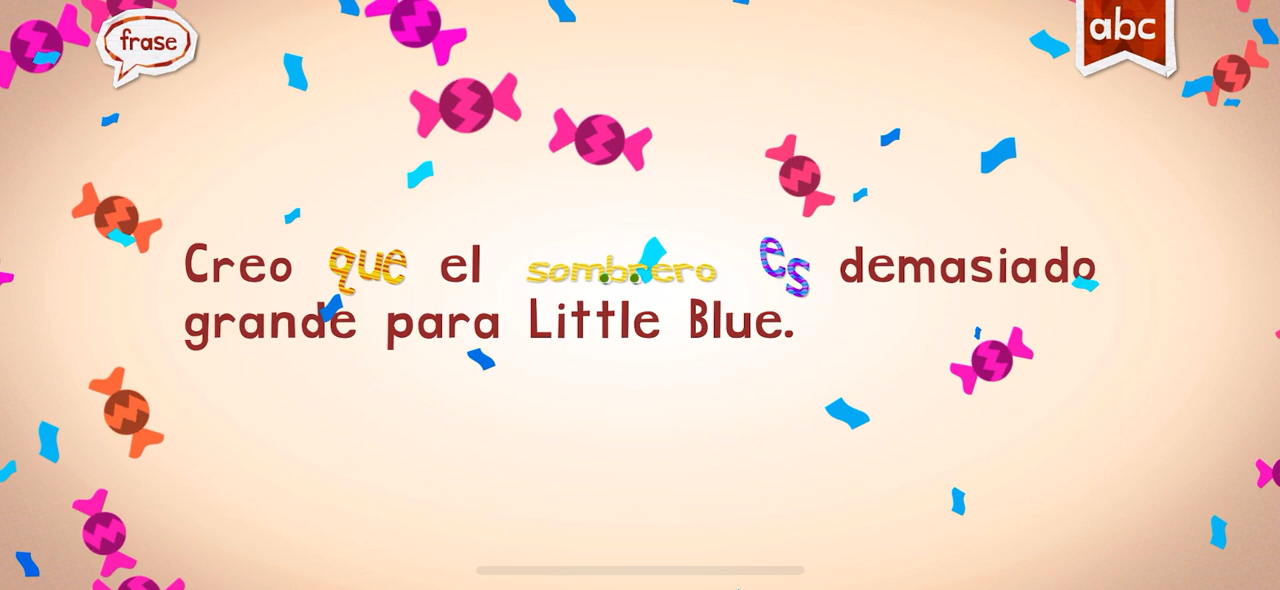 frase
abc
Creo que el sombrero es demasiado
grande para Little Blue.